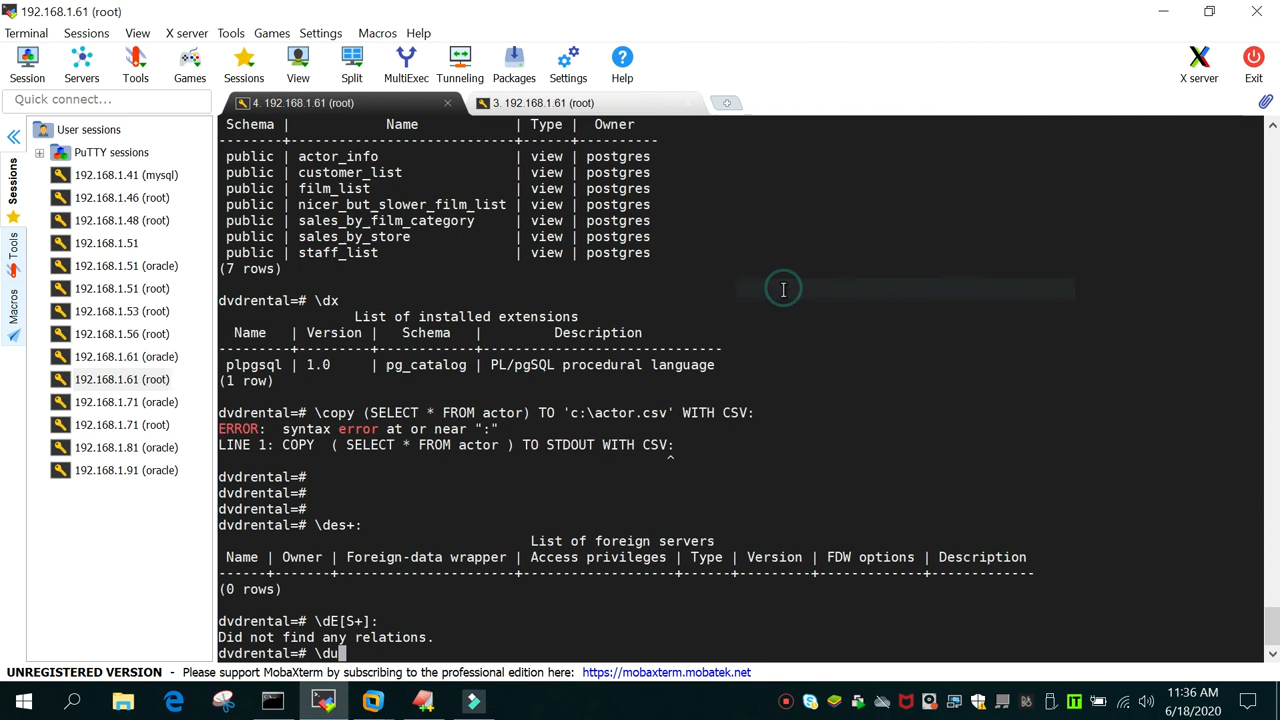 192.168.1.61 (root)
Terminal Sessions View X server Tools Games Settings Macros Help
Session Servers Tools Games Sessions View Split MultiExec Tunneling Packages Settings Help X server Exit
Quick connect...
4. 192.168.1.61 (root)
3. 192.168.1.61 (root)
Sessions
Tools
Macros
User sessions
PuTTY sessions
192.168.1.41 (mysql)
192.168.1.46 (root)
192.168.1.48 (root)
192.168.1.51
192.168.1.51 (oracle)
192.168.1.51 (root)
192.168.1.53 (root)
192.168.1.56 (root)
192.168.1.61 (oracle)
192.168.1.61 (root)
192.168.1.71 (oracle)
192.168.1.71 (root)
192.168.1.81 (oracle)
192.168.1.91 (oracle)
Schema | Name | Type | Owner
--------+----------------------------+------+----------
public | actor_info | view | postgres
public | customer_list | view | postgres
public | film_list | view | postgres
public | nicer_but_slower_film_list | view | postgres
public | sales_by_film_category | view | postgres
public | sales_by_store | view | postgres
public | staff_list | view | postgres
(7 rows)
dvdrental=# \dx
List of installed extensions
Name | Version | Schema | Description
---------+---------+------------+------------------------------
plpgsql | 1.0 | pg_catalog | PL/pgSQL procedural language
(1 row)
dvdrental=# \copy (SELECT * FROM actor) TO 'c:\actor.csv' WITH CSV:
ERROR: syntax error at or near ":"
LINE 1: COPY ( SELECT * FROM actor ) TO STDOUT WITH CSV:
^
dvdrental=#
dvdrental=#
dvdrental=#
dvdrental=# \des+:
List of foreign servers
Name | Owner | Foreign-data wrapper | Access privileges | Type | Version | FDW options | Description
------+-------+----------------------+-------------------+------+---------+-------------+-------------
(0 rows)
dvdrental=# \dE[S+]:
Did not find any relations.
dvdrental=# \du
UNREGISTERED VERSION - Please support MobaXterm by subscribing to the professional edition here: https://mobaxterm.mobatek.net
11:36 AM
6/18/2020